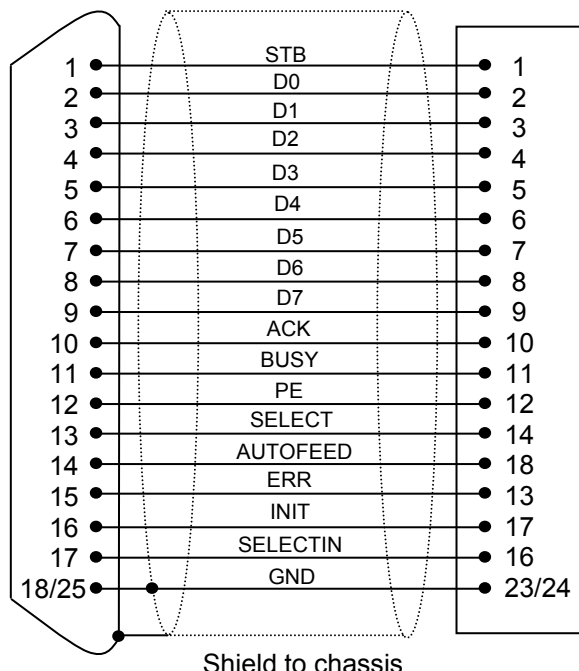 1 STB 1
2 D0 2
3 D1 3
4 D2 4
5 D3 5
6 D4 6
7 D5 7
8 D6 8
9 D7 9
10 ACK 10
11 BUSY 11
12 PE 12
13 SELECT 14
14 AUTOFEED 18
15 ERR 13
16 INIT 17
17 SELECTIN 16
18/25 GND 23/24
Shield to chassis